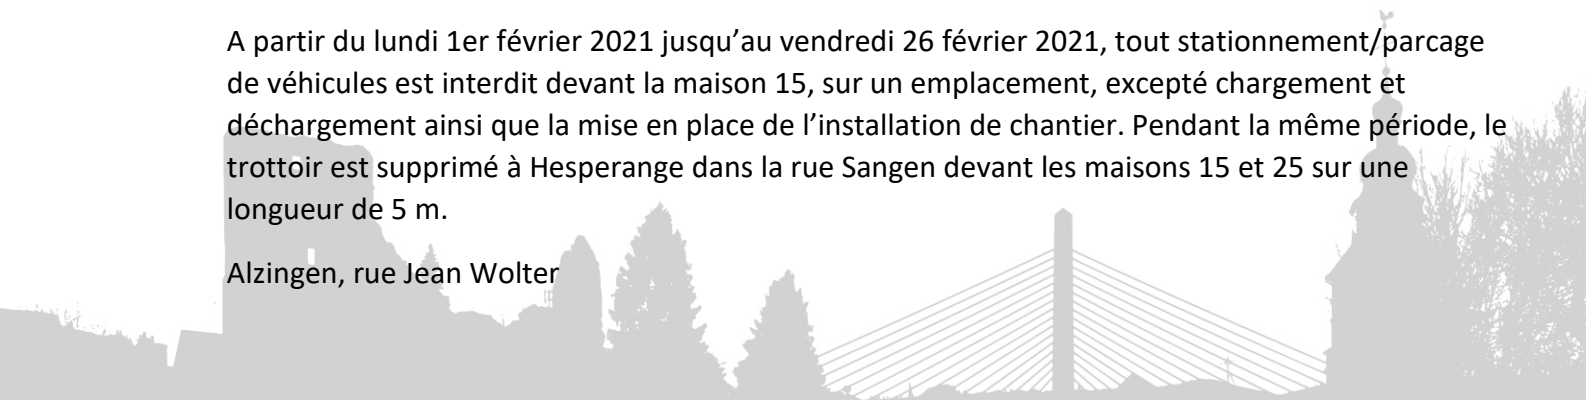 A partir du lundi 1er février 2021 jusqu’au vendredi 26 février 2021, tout stationnement/parcage
de véhicules est interdit devant la maison 15, sur un emplacement, excepté chargement et
déchargement ainsi que la mise en place de l’installation de chantier. Pendant la même période, le
trottoir est supprimé à Hesperange dans la rue Sangen devant les maisons 15 et 25 sur une
longueur de 5 m.
Alzingen, rue Jean Wolter